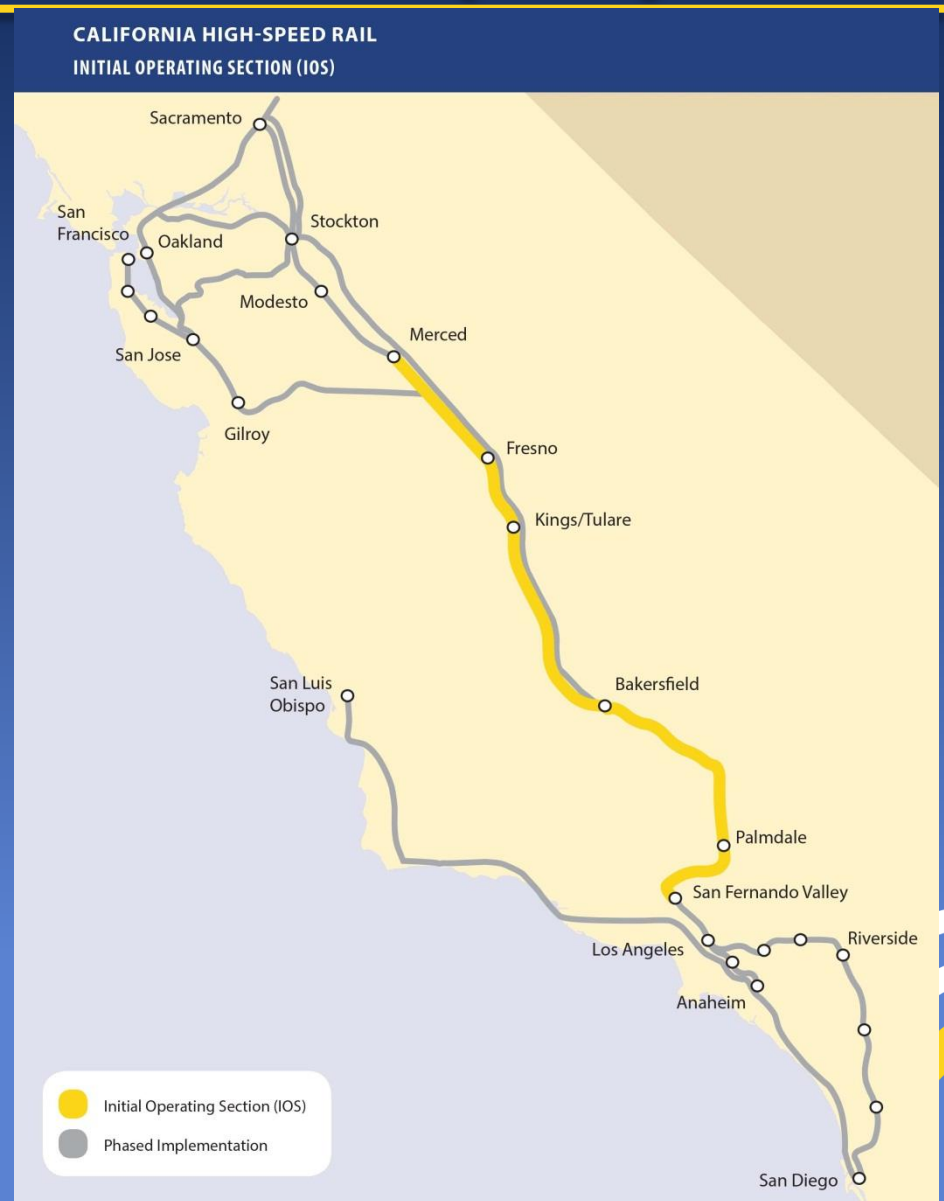 CALIFORNIA HIGH-SPEED RAIL
INITIAL OPERATING SECTION (IOS)
Sacramento
San
Francisco
Oakland
Stockton
Modesto
San Jose
Merced
Gilroy
Fresno
Kings/Tulare
San Luis
Obispo
Bakersfield
Palmdale
San Fernando Valley
Los Angeles
Riverside
Anaheim
San Diego
Initial Operating Section (IOS)
Phased Implementation